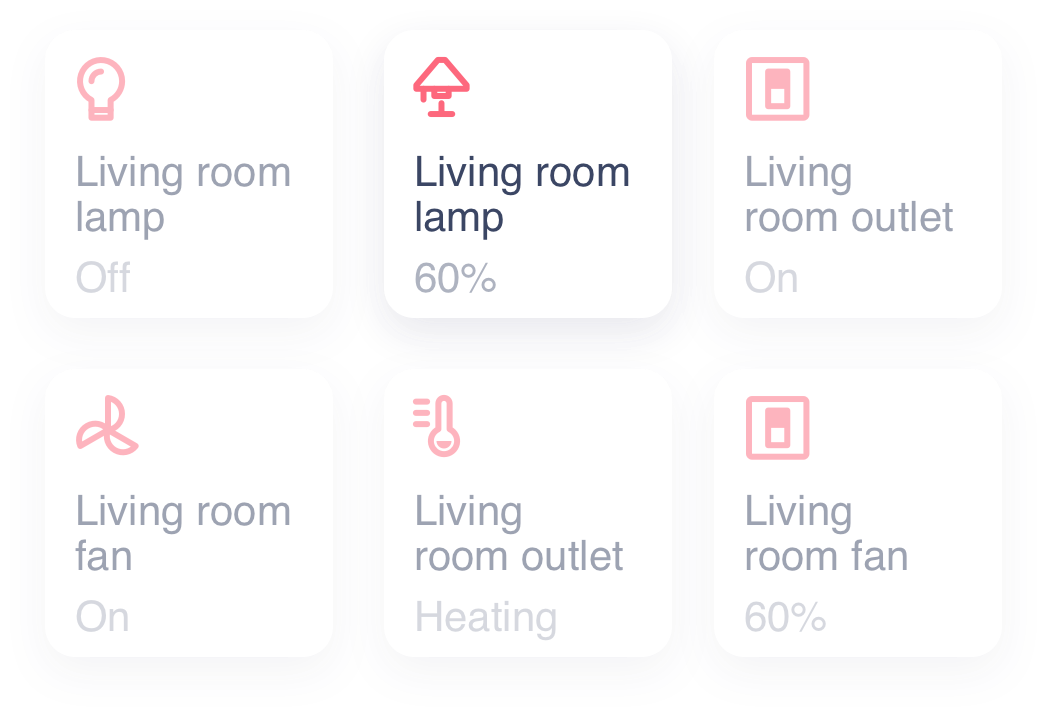 Living room
lamp
Off
Living room
lamp
60%
Living
room outlet
On
Living room
fan
On
Living
room outlet
Heating
Living
room fan
60%